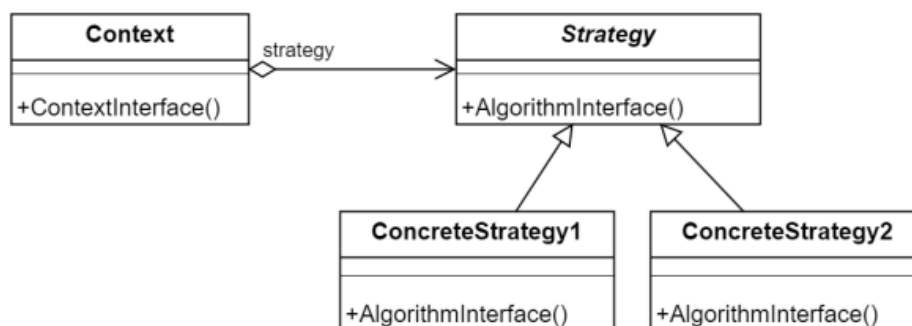 Context
strategy
Strategy
+ContextInterface()
+AlgorithmInterface()
ConcreteStrategy1
ConcreteStrategy2
+AlgorithmInterface()
+AlgorithmInterface()